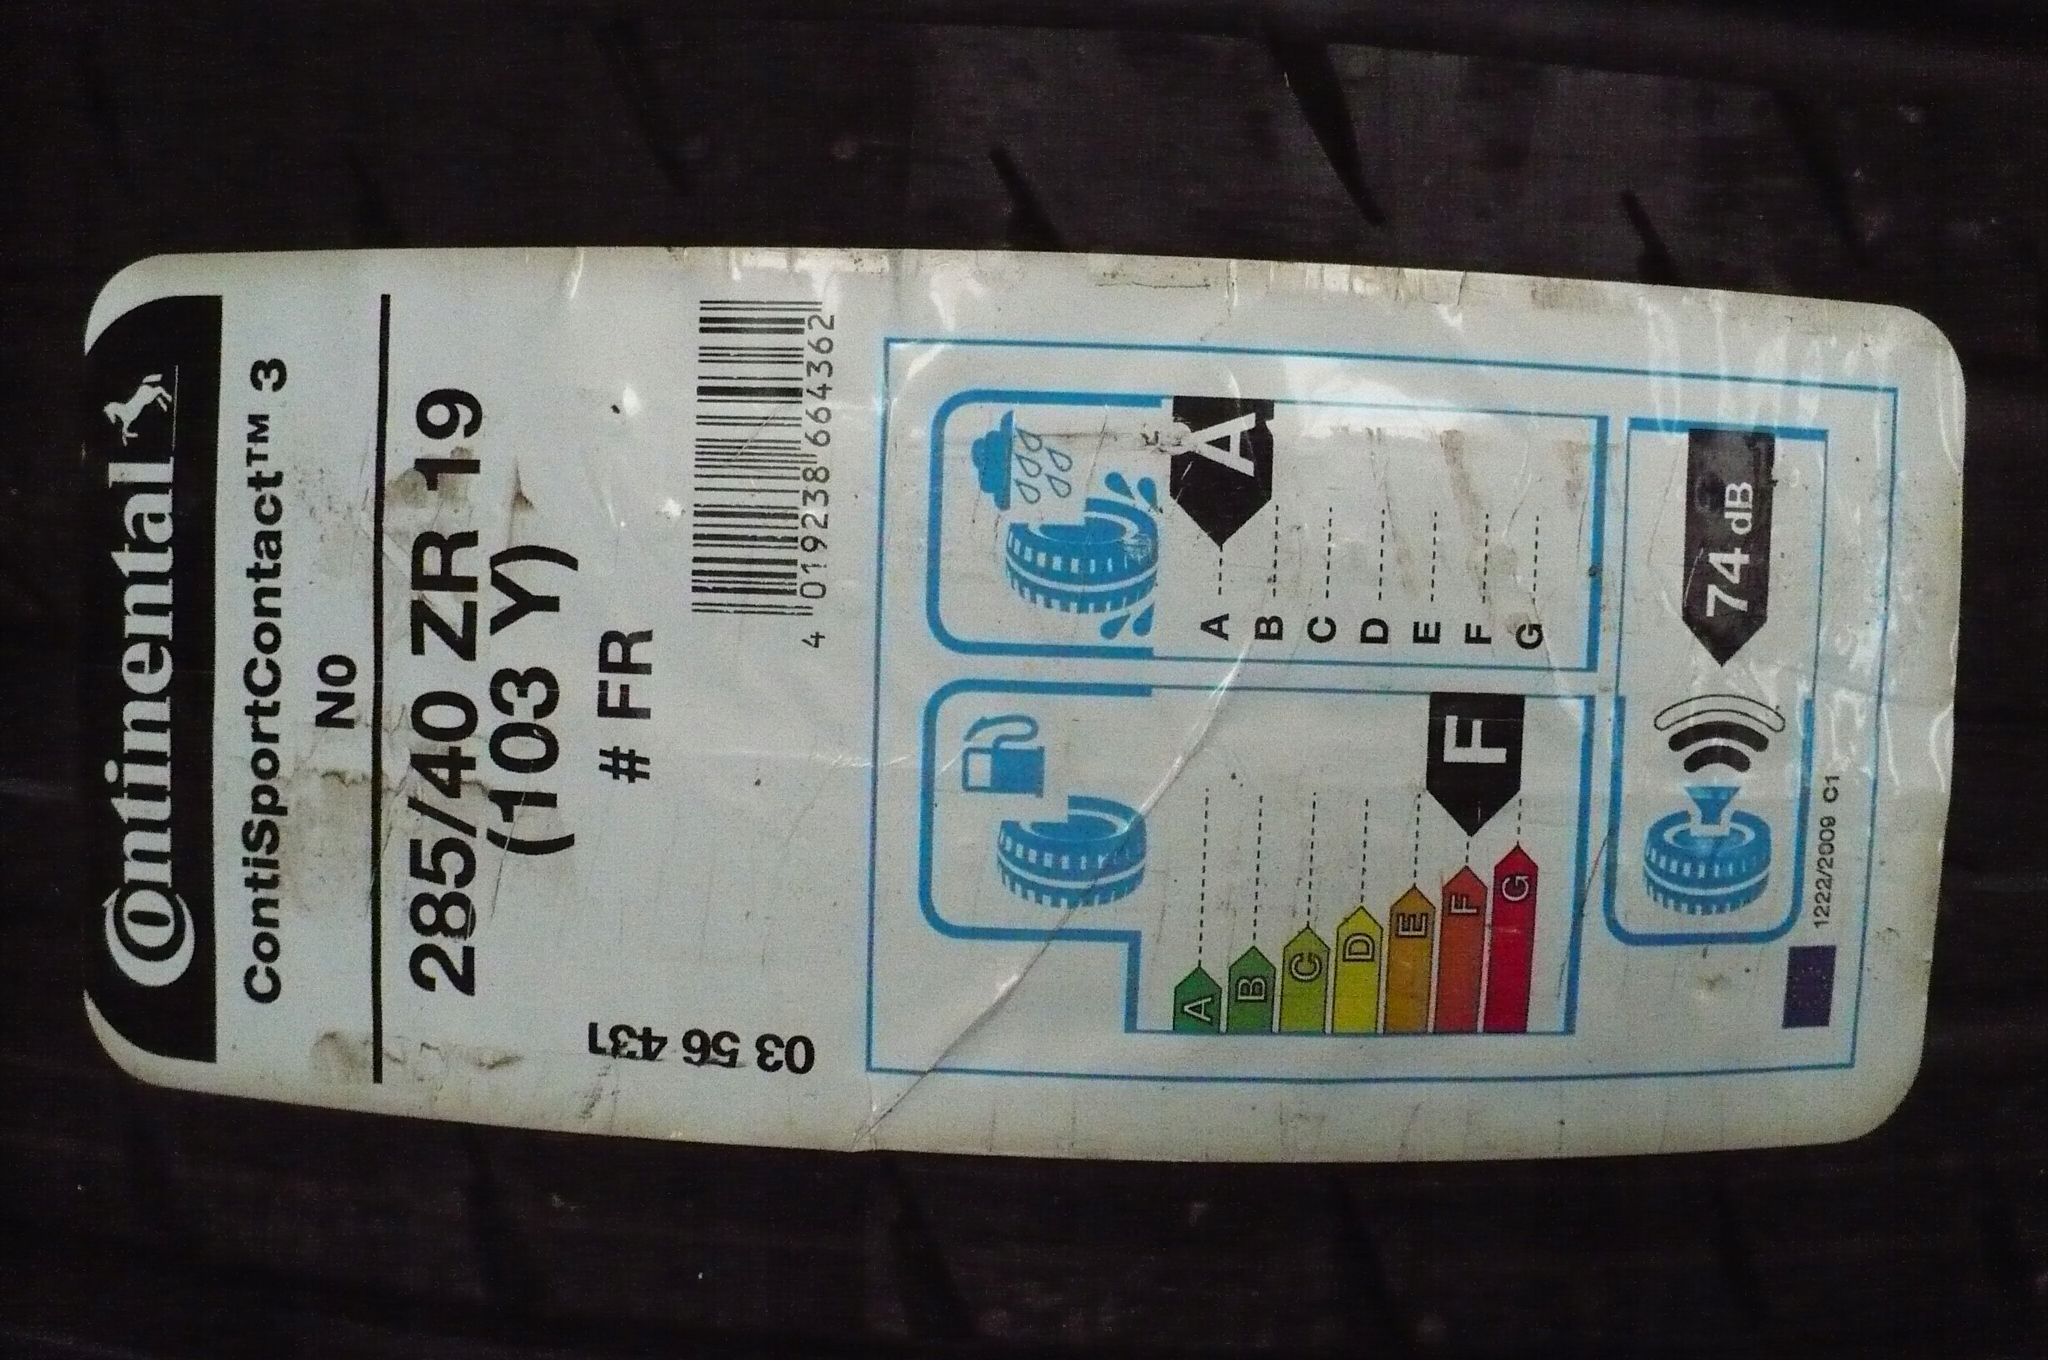 Continental
ContiSportContact™ 3
N0
285/40 ZR 19
(103 Y)
# FR
03 56 431
4 019238 664362
F
A
A
B
C
D
E
F
G
A
B
C
D
E
F
G
74 dB
1222/2009 C1